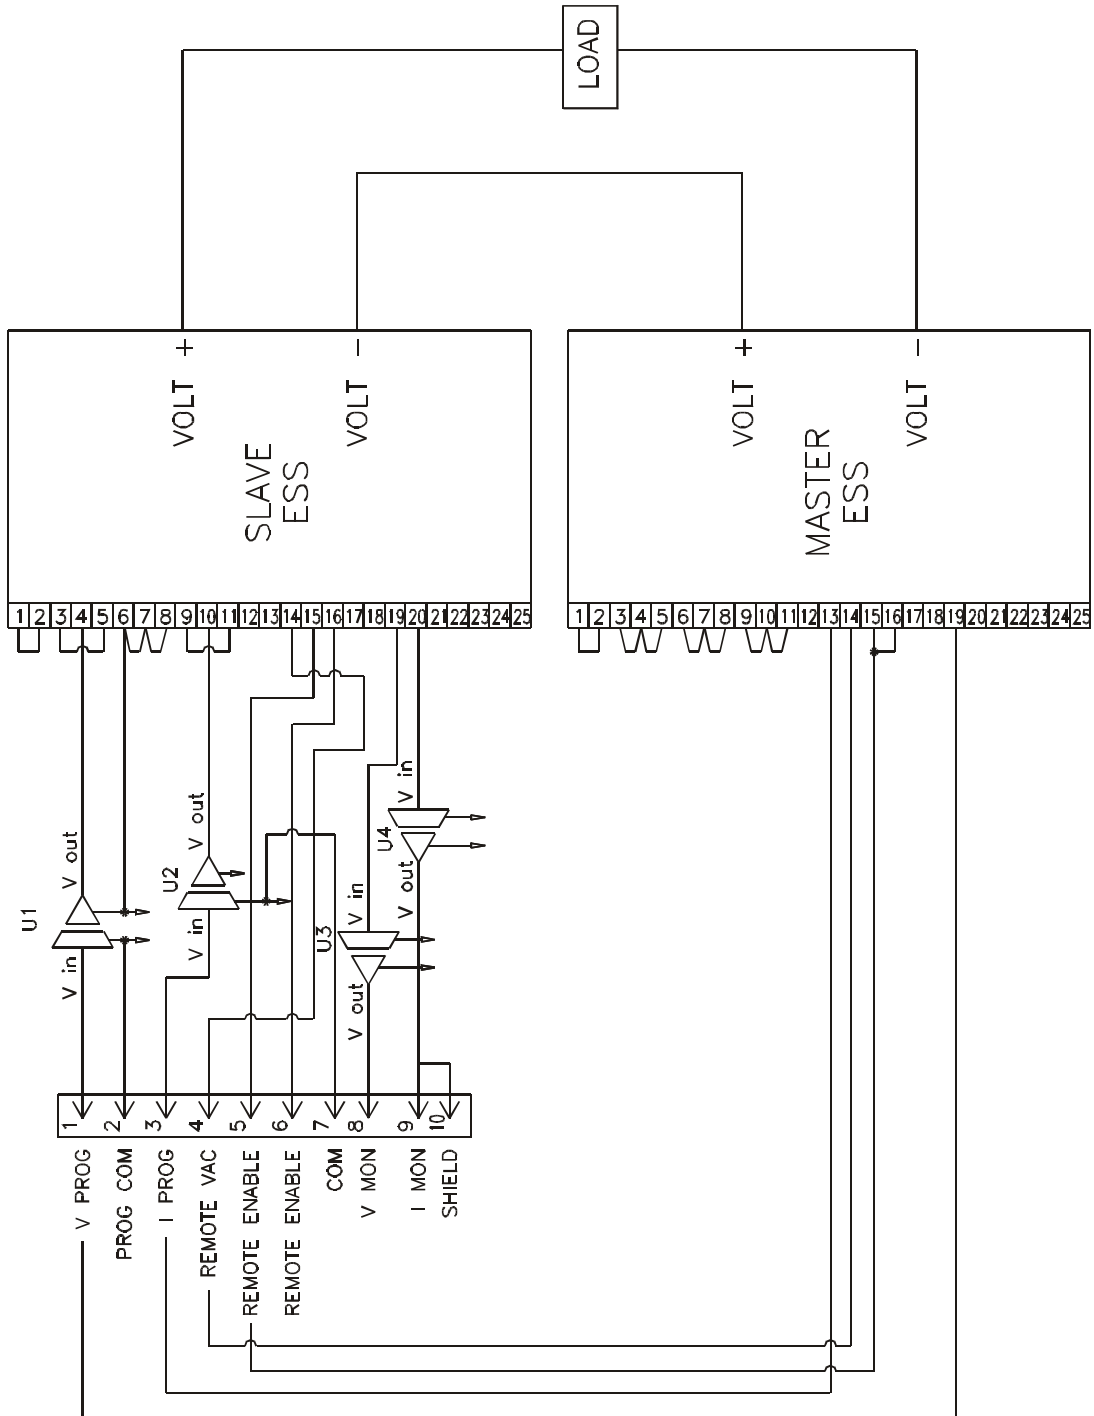 LOAD
+
-
+
-
VOLT
VOLT
VOLT
VOLT
SLAVE
ESS
MASTER
ESS
1 2 3 4 5 6 7 8 9 10 11 12 13 14 15 16 17 18 19 20 21 22 23 24 25
1 2 3 4 5 6 7 8 9 10 11 12 13 14 15 16 17 18 19 20 21 22 23 24 25
V in
V out
V out
U4
V out
U2
V in
V out
U1
U3
V in
V in
V out
1 2 3 4 5 6 7 8 9 10
V PROG
PROG COM
I PROG
REMOTE VAC
REMOTE ENABLE
REMOTE ENABLE
COM
V MON
I MON
SHIELD